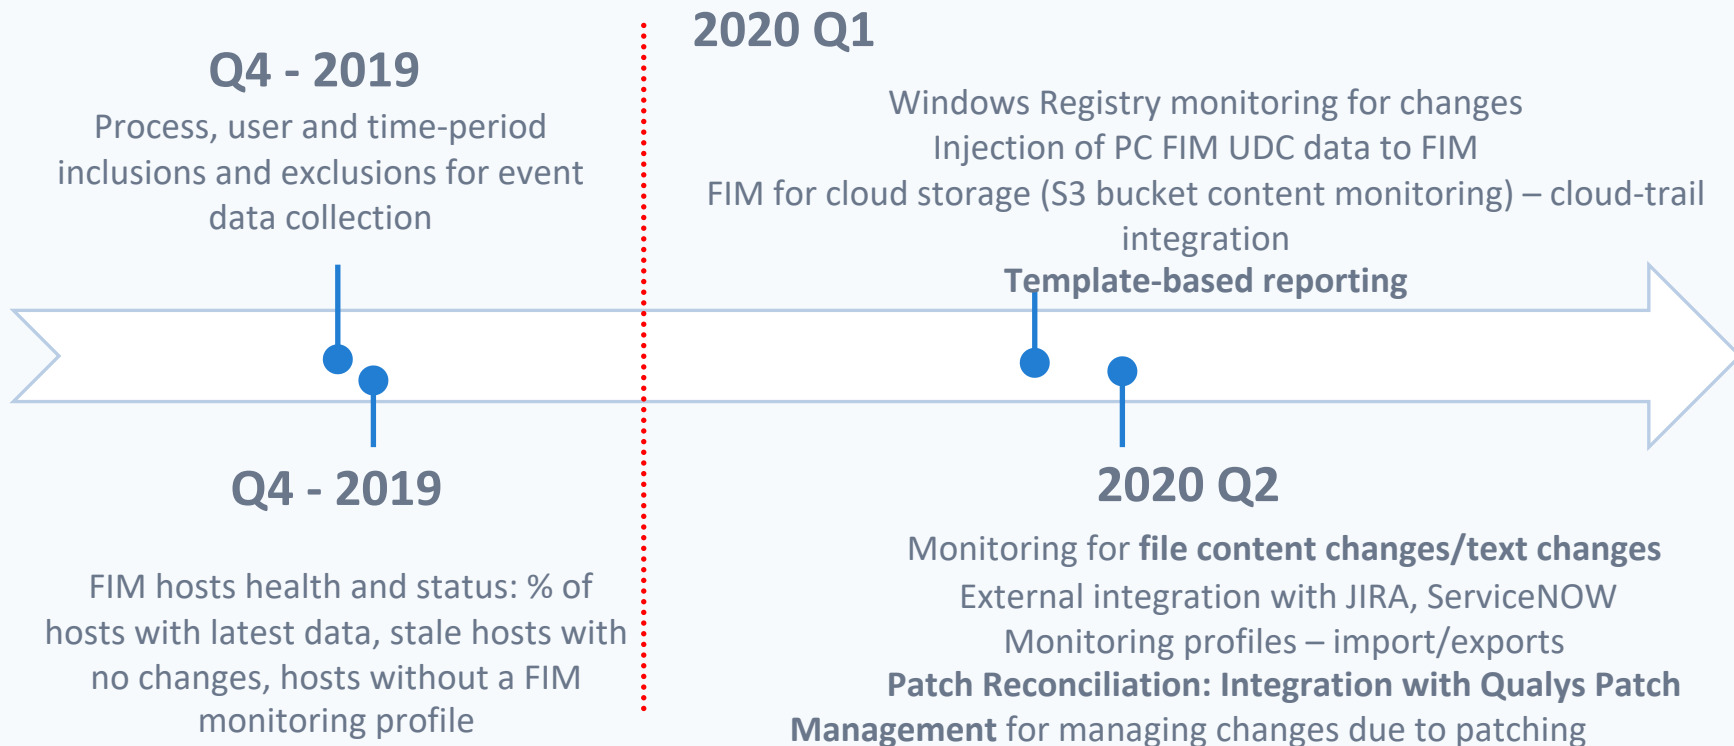 Q4 - 2019
Process, user and time-period
inclusions and exclusions for event
data collection
2020 Q1
Windows Registry monitoring for changes
Injection of PC FIM UDC data to FIM
FIM for cloud storage (S3 bucket content monitoring) – cloud-trail
integration
Template-based reporting
Q4 - 2019
FIM hosts health and status: % of
hosts with latest data, stale hosts with
no changes, hosts without a FIM
monitoring profile
2020 Q2
Monitoring for file content changes/text changes
External integration with JIRA, ServiceNOW
Monitoring profiles – import/exports
Patch Reconciliation: Integration with Qualys Patch
Management for managing changes due to patching